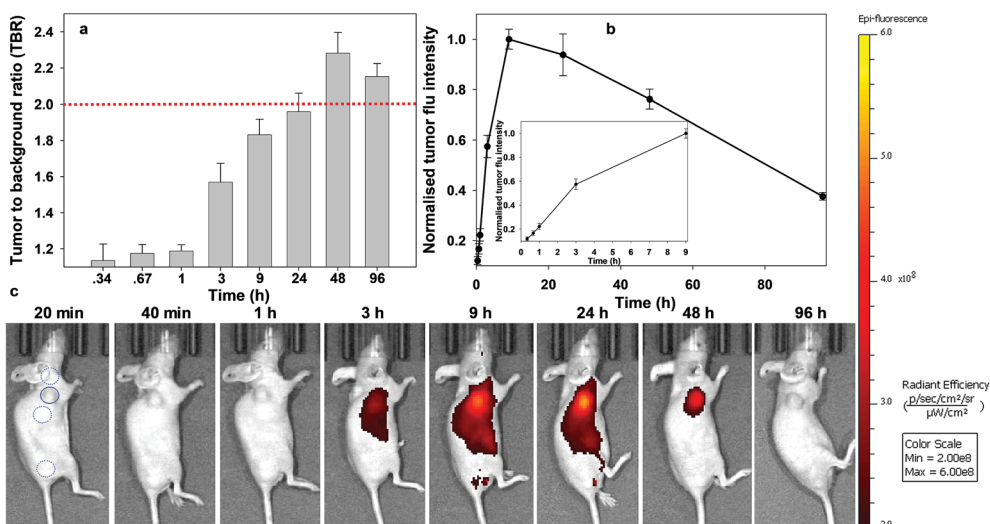 a
Tumor to background ratio (TBR)
2.4
2.2
2.0
1.8
1.6
1.4
1.2
.34 .67 1 3 9 24 48 96
Time (h)
b
Normalised tumor flu intensity
1.0
0.8
0.6
0.4
0.2
0 20 40 60 80
Time (h)
Normalised tumor flu intensity
1.0
0.8
0.6
0.4
0.2
0 1 2 3 4 5 6 7 8 9
Time (h)
c
20 min 40 min 1 h 3 h 9 h 24 h 48 h 96 h
Epi-fluorescence
6.0
5.0
4.0 x10⁸
3.0
Radiant Efficiency
(p/sec/cm²/sr
µW/cm²)
Color Scale
Min = 2.00e8
Max = 6.00e8